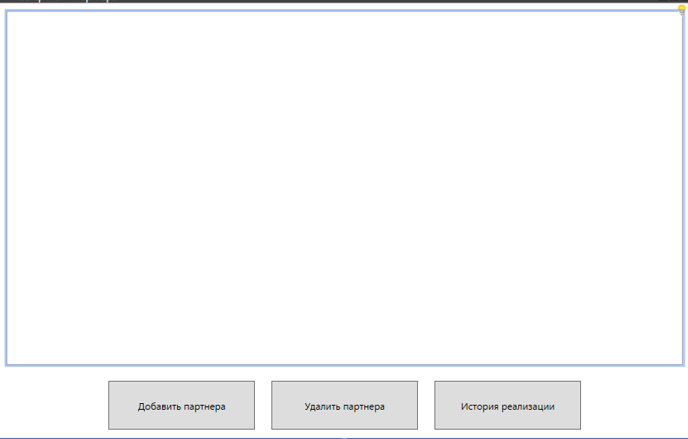 Добавить партнера
Удалить партнера
История реализации